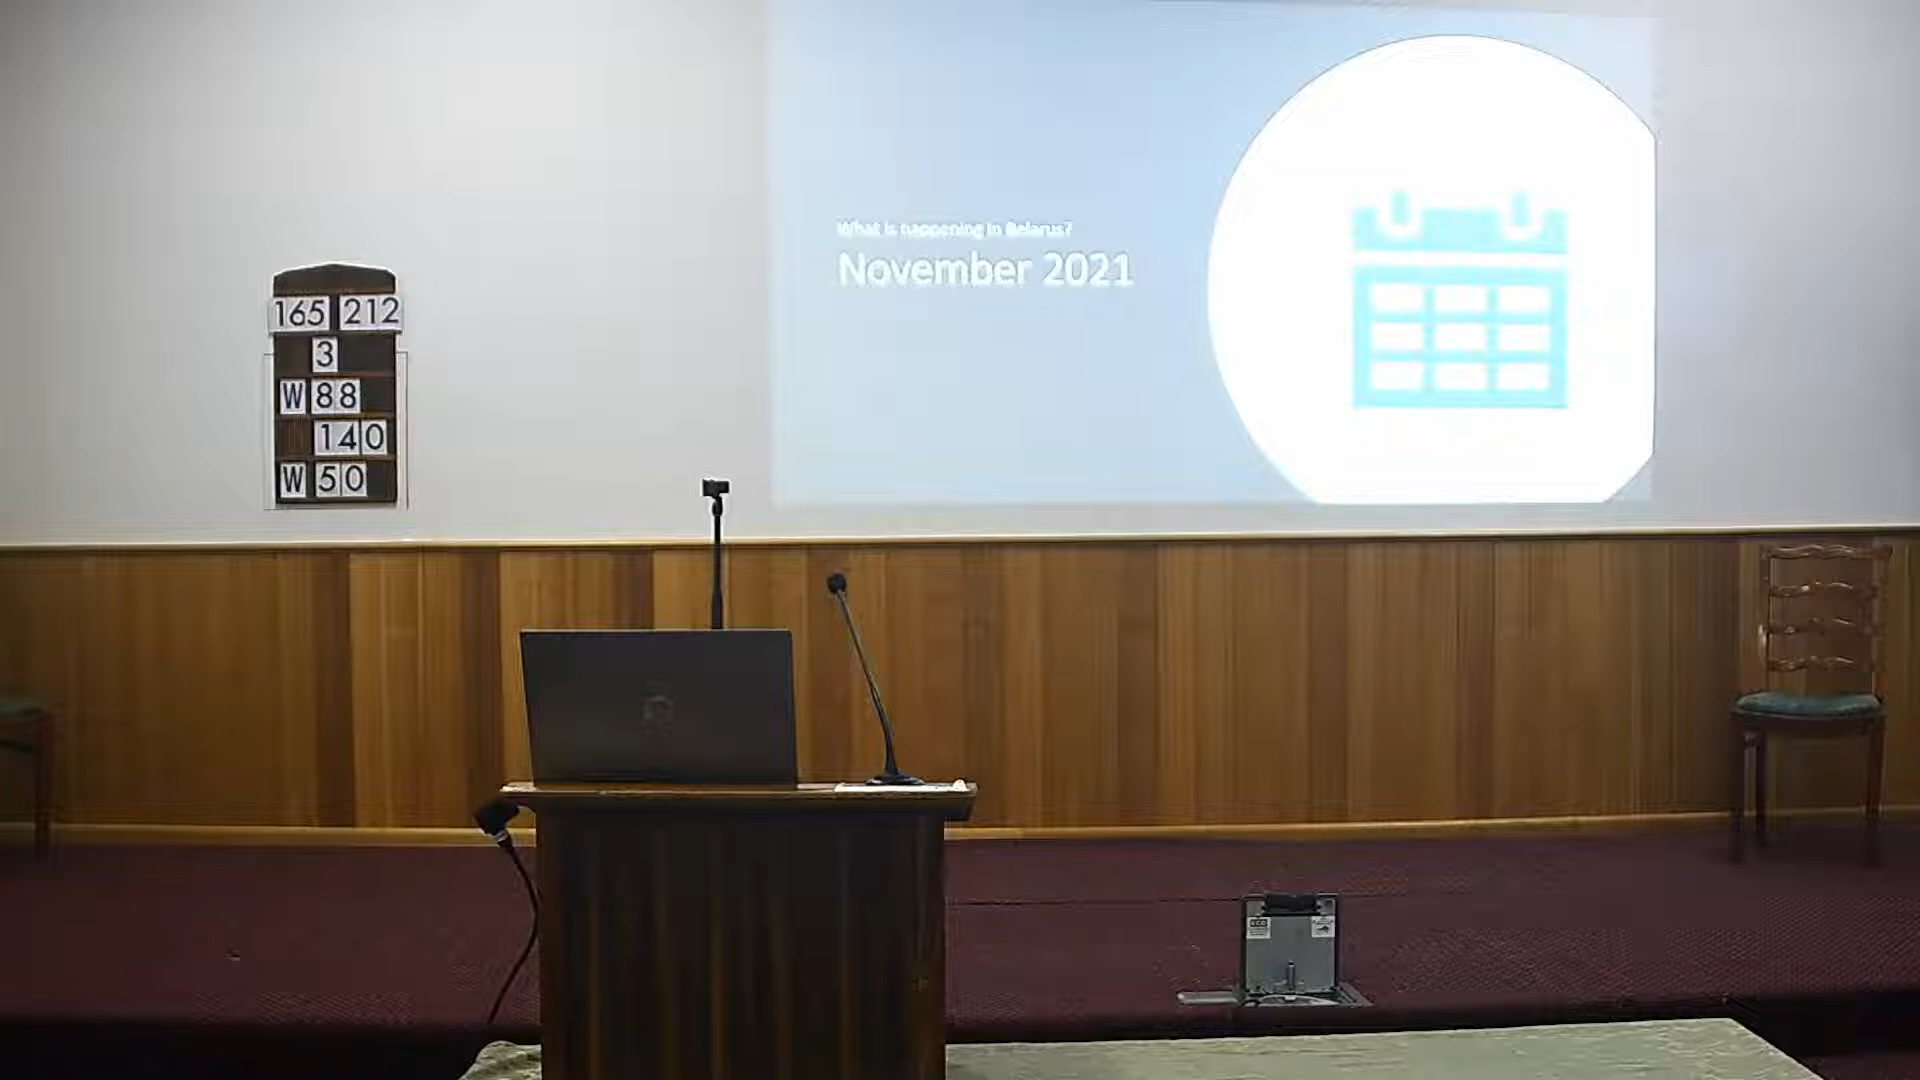 165 212
3
W 88
140
W 50
What is happening in Belarus?
November 2021